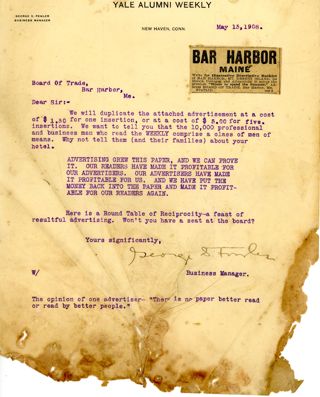 YALE ALUMNI WEEKLY
GEORGE S. FOWLER
BUSINESS MANAGER
NEW HAVEN, CONN.
May 13, 1908.
BAR HARBOR
MAINE
Board Of Trade,
Bar Harbor,
Me.
Dear Sir:-
We will duplicate the attached advertisement at a cost
of $ 1.50 for one insertion, or at a cost of $ 5.00 for five
insertions. We want to tell you that the 10,000 professional
and business men who read the WEEKLY comprise a class of men of
means. Why not tell them (and their families) about your
hotel.
ADVERTISING GREW THIS PAPER, AND WE CAN PROVE
IT. OUR READERS HAVE MADE IT PROFITABLE FOR
OUR ADVERTISERS. OUR ADVERTISERS HAVE MADE
IT PROFITABLE FOR US. AND WE HAVE PUT THE
MONEY BACK INTO THE PAPER AND MADE IT PROFIT-
ABLE FOR OUR READERS AGAIN.
Here is a Round Table of Reciprocity-a feast of
resultful advertising. Won't you have a seat at the board?
Yours significantly,
George S. Fowler
W/
Business Manager.
The opinion of one advertiser- "There is no paper better read
or read by better people."